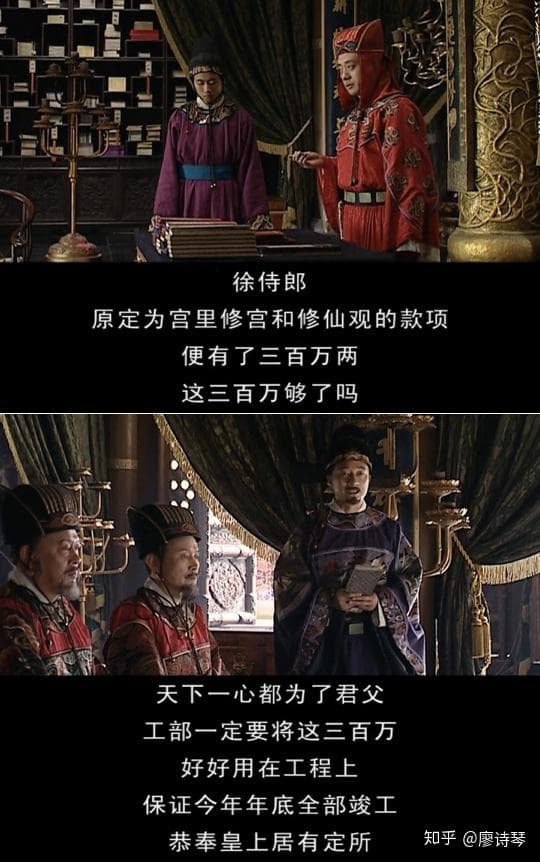 徐侍郎
原定为宫里修宫和修仙观的款项
便有了三百万两
这三百万够了吗
天下一心都为了君父
工部一定要将这三百万
好好用在工程上
保证今年年底全部竣工
恭奉皇上居有定所
知乎 @廖诗琴